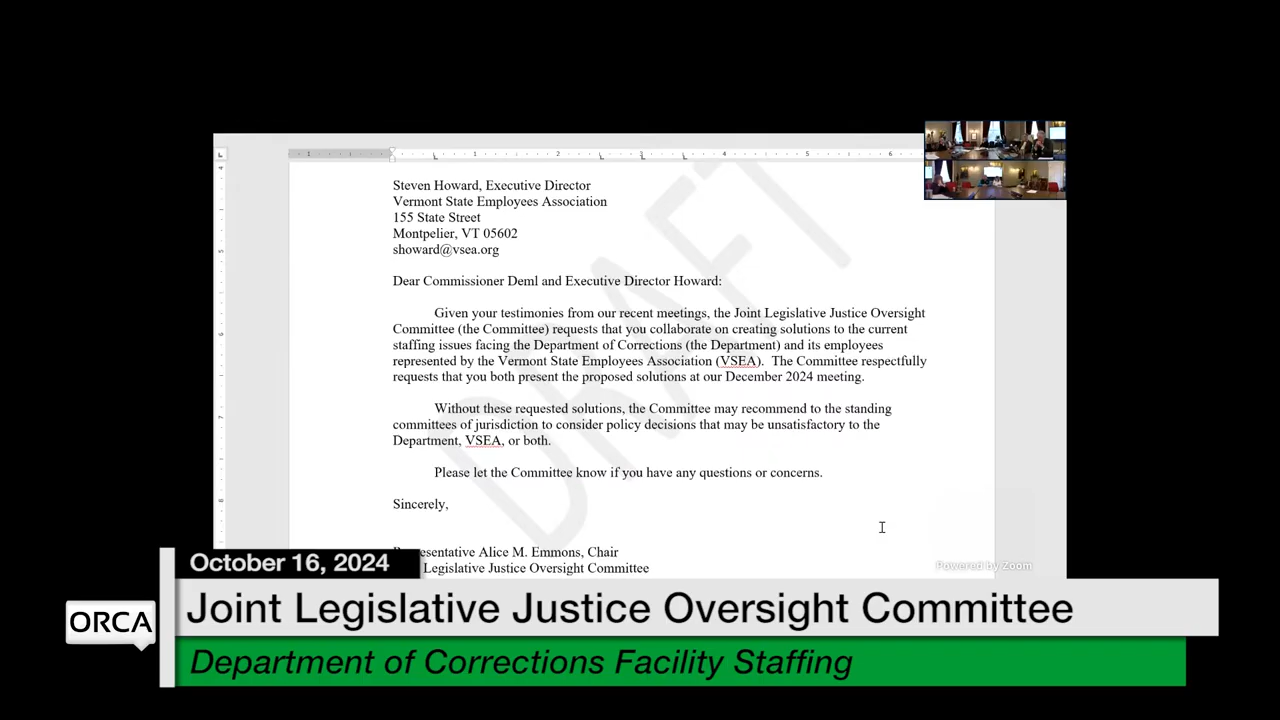 Steven Howard, Executive Director
Vermont State Employees Association
155 State Street
Montpelier, VT 05602
showard@vsea.org
Dear Commissioner Deml and Executive Director Howard:
Given your testimonies from our recent meetings, the Joint Legislative Justice Oversight
Committee (the Committee) requests that you collaborate on creating solutions to the current
staffing issues facing the Department of Corrections (the Department) and its employees
represented by the Vermont State Employees Association (VSEA).  The Committee respectfully
requests that you both present the proposed solutions at our December 2024 meeting.
Without these requested solutions, the Committee may recommend to the standing
committees of jurisdiction to consider policy decisions that may be unsatisfactory to the
Department, VSEA, or both.
Please let the Committee know if you have any questions or concerns.
Sincerely,
Representative Alice M. Emmons, Chair
Legislative Justice Oversight Committee
DRAFT
Powered by Zoom
October 16, 2024
ORCA
Joint Legislative Justice Oversight Committee
Department of Corrections Facility Staffing